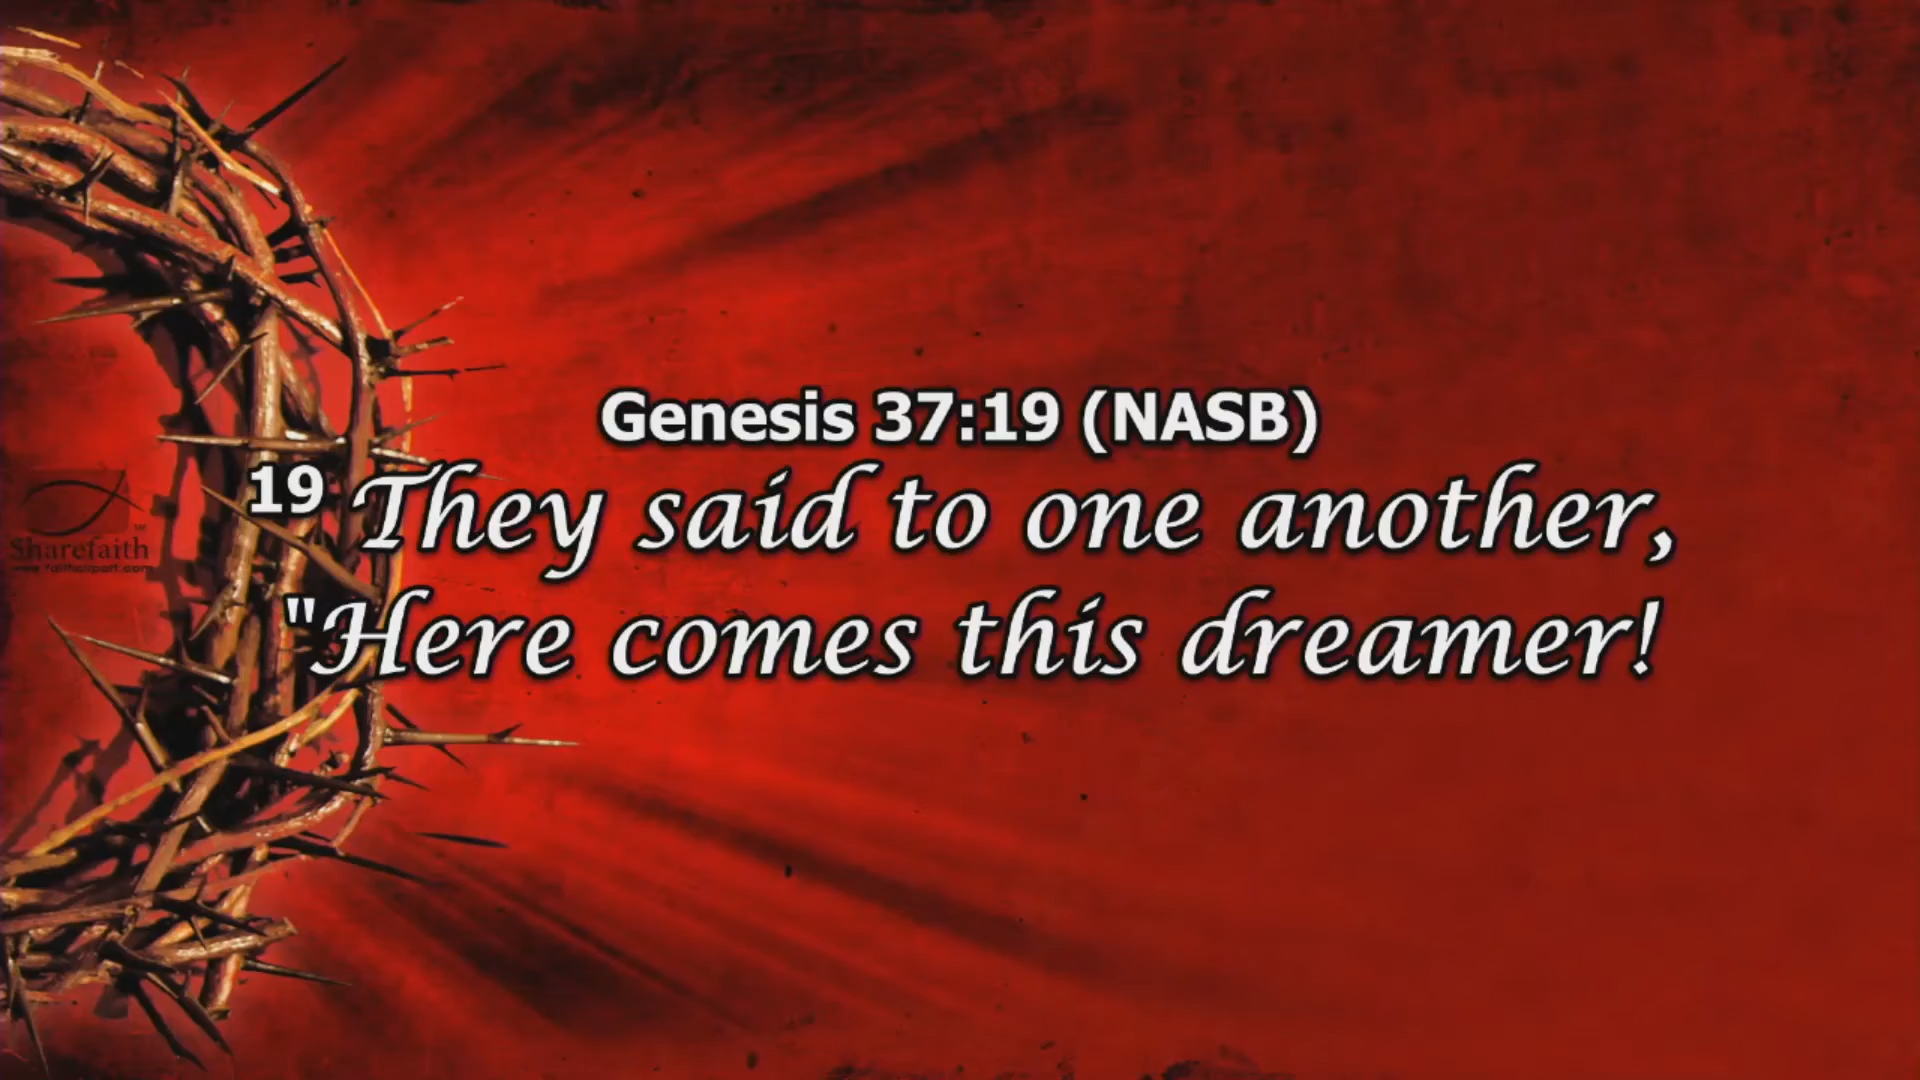 Genesis 37:19 (NASB)
19 They said to one another,
"Here comes this dreamer!
Sharefaith